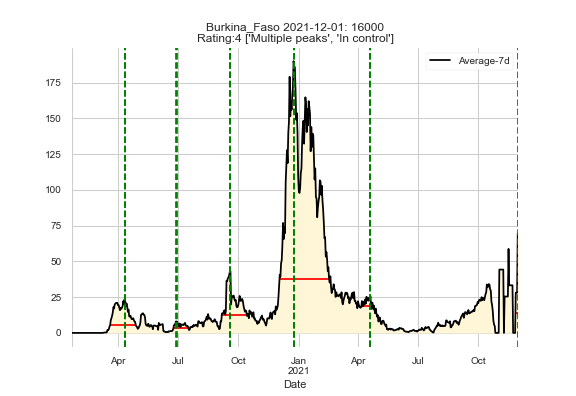 Burkina_Faso 2021-12-01: 16000
Rating:4 ['Multiple peaks', 'In control']
Average-7d
175
150
125
100
75
50
25
0
Apr Jul Oct Jan Apr Jul Oct
2021
Date